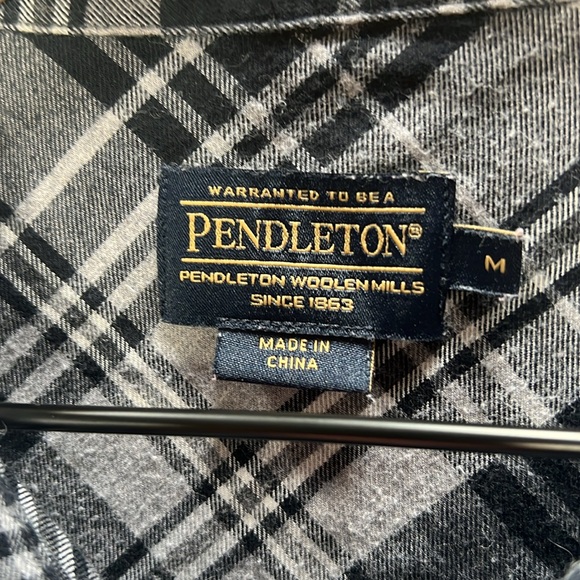 WARRANTED TO BE A
PENDLETON®
PENDLETON WOOLEN MILLS
SINCE 1863
M
MADE IN
CHINA